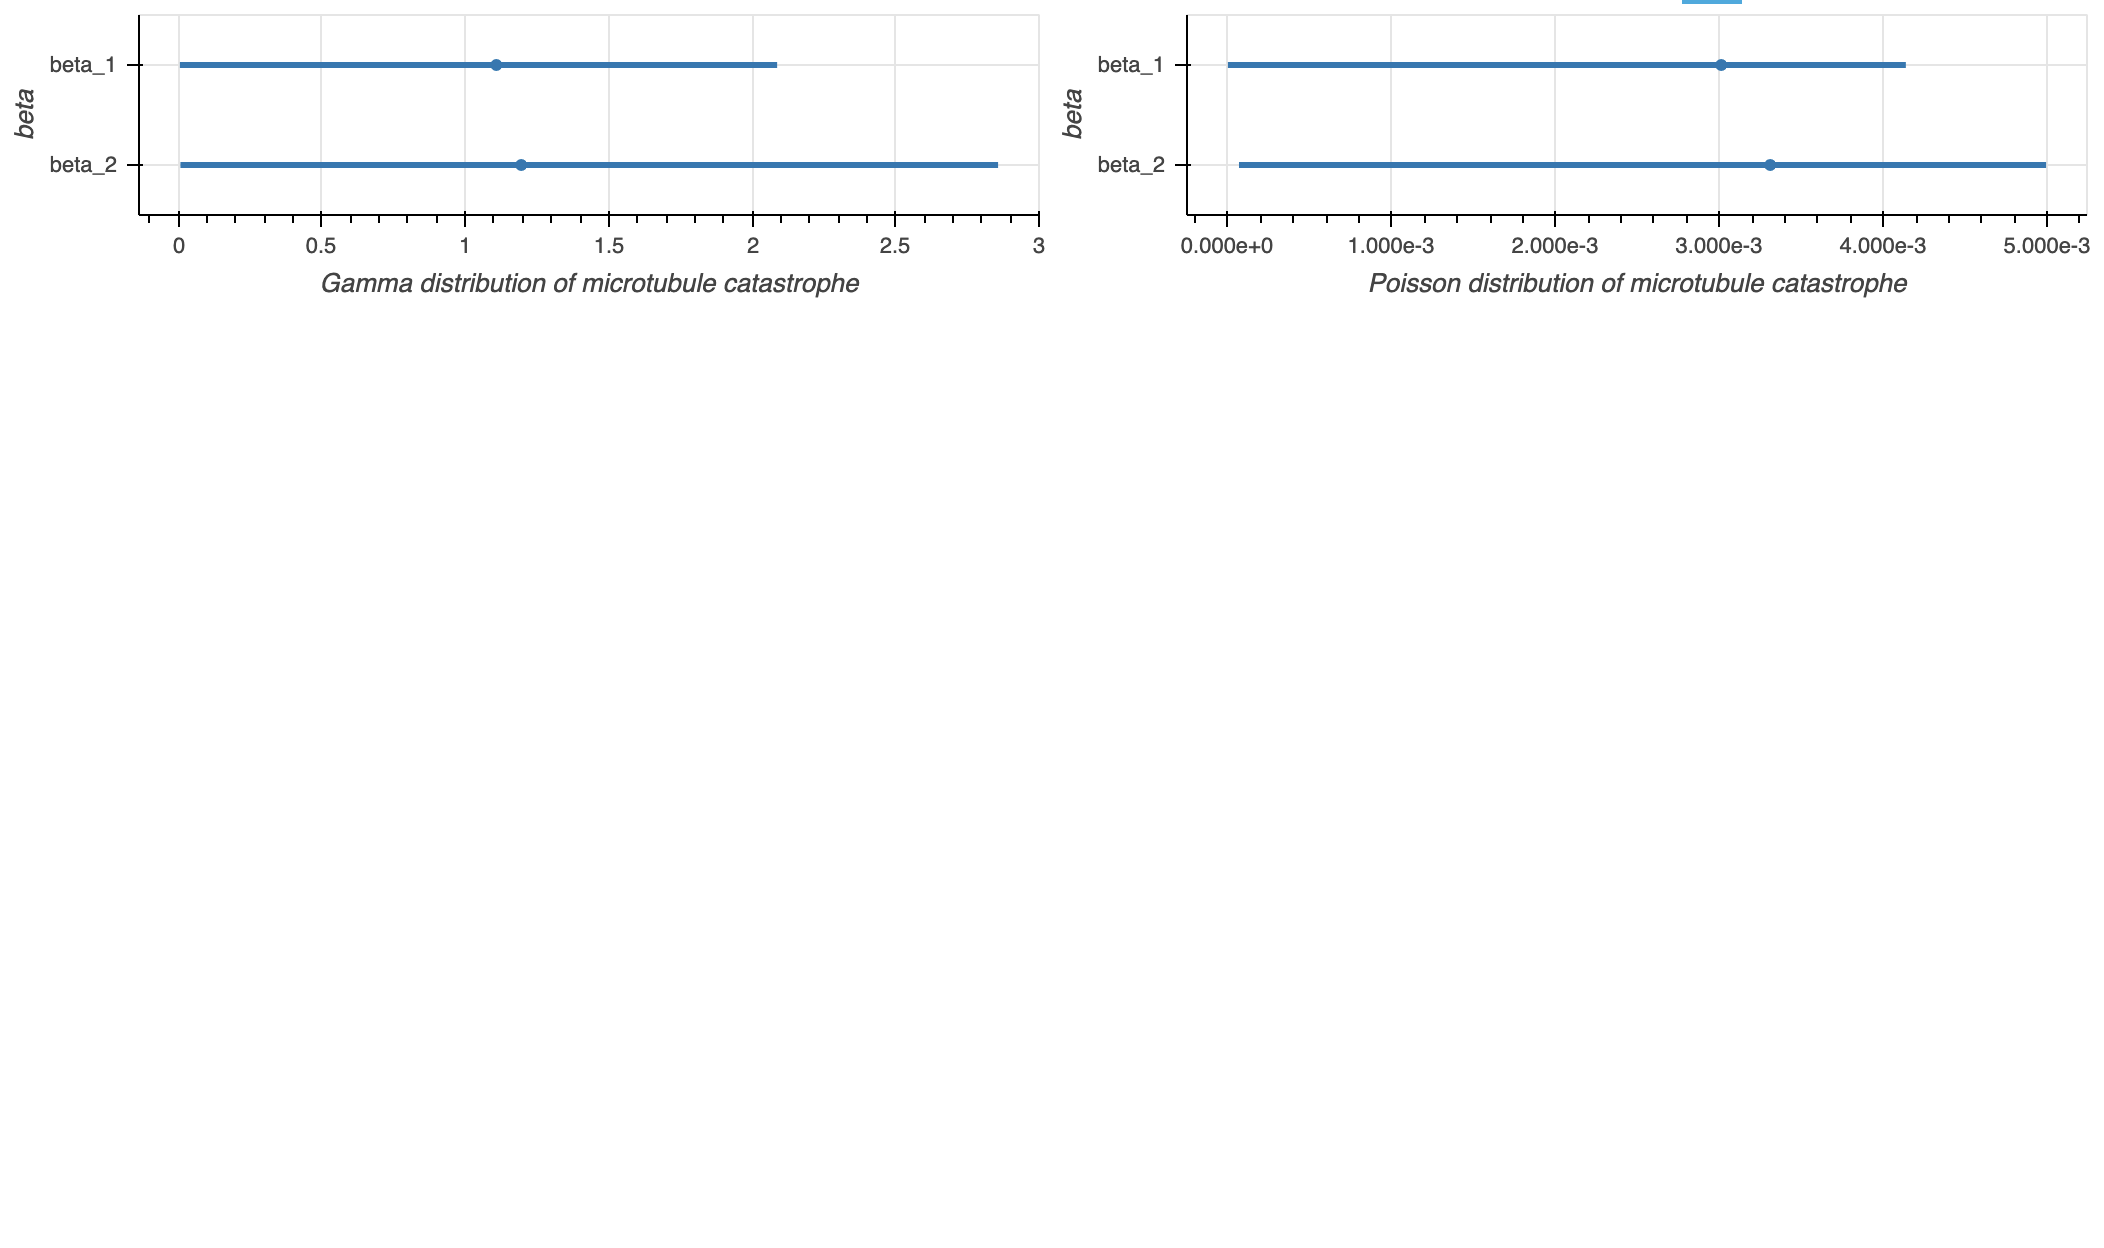 beta
beta_1
beta_2
0 0.5 1 1.5 2 2.5 3
Gamma distribution of microtubule catastrophe
beta
beta_1
beta_2
0.000e+0 1.000e-3 2.000e-3 3.000e-3 4.000e-3 5.000e-3
Poisson distribution of microtubule catastrophe